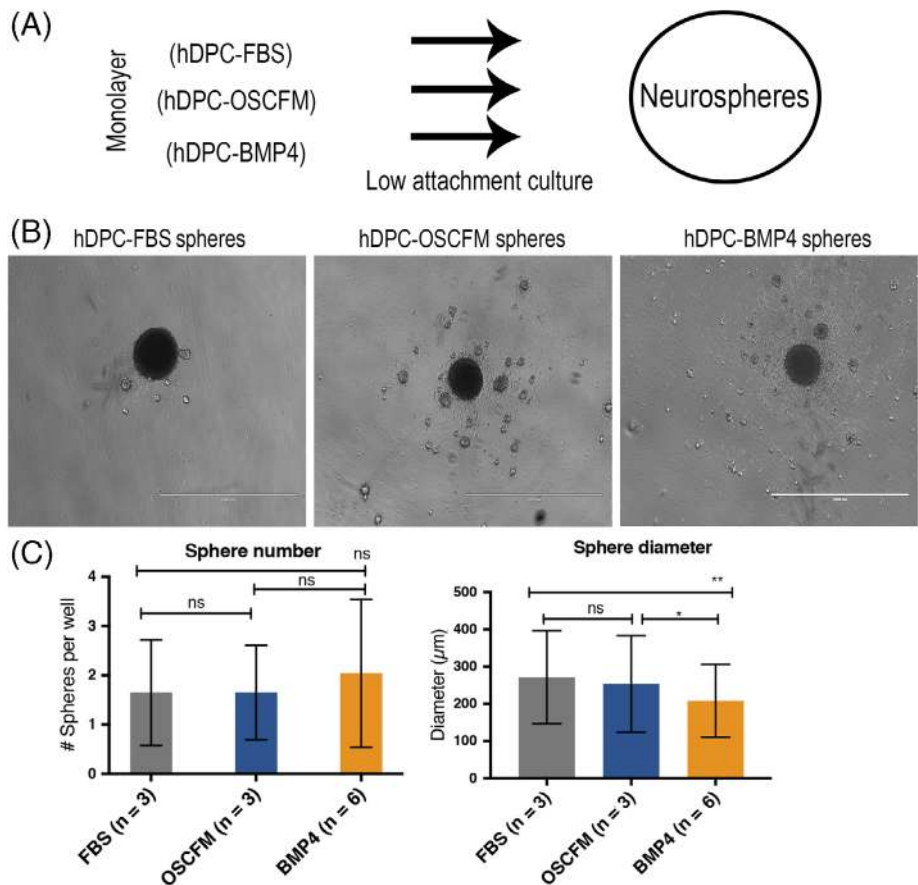 (A)
Monolayer
(hDPC-FBS)
(hDPC-OSCFM)
(hDPC-BMP4)
Low attachment culture
Neurospheres
(B)
hDPC-FBS spheres
hDPC-OSCFM spheres
hDPC-BMP4 spheres
(C)
Sphere number
ns
ns
ns
# Spheres per well
4
3
2
1
0
FBS (n = 3)
OSCFM (n = 3)
BMP4 (n = 6)
Sphere diameter
**
ns
*
Diameter (µm)
500
400
300
200
100
0
FBS (n = 3)
OSCFM (n = 3)
BMP4 (n = 6)